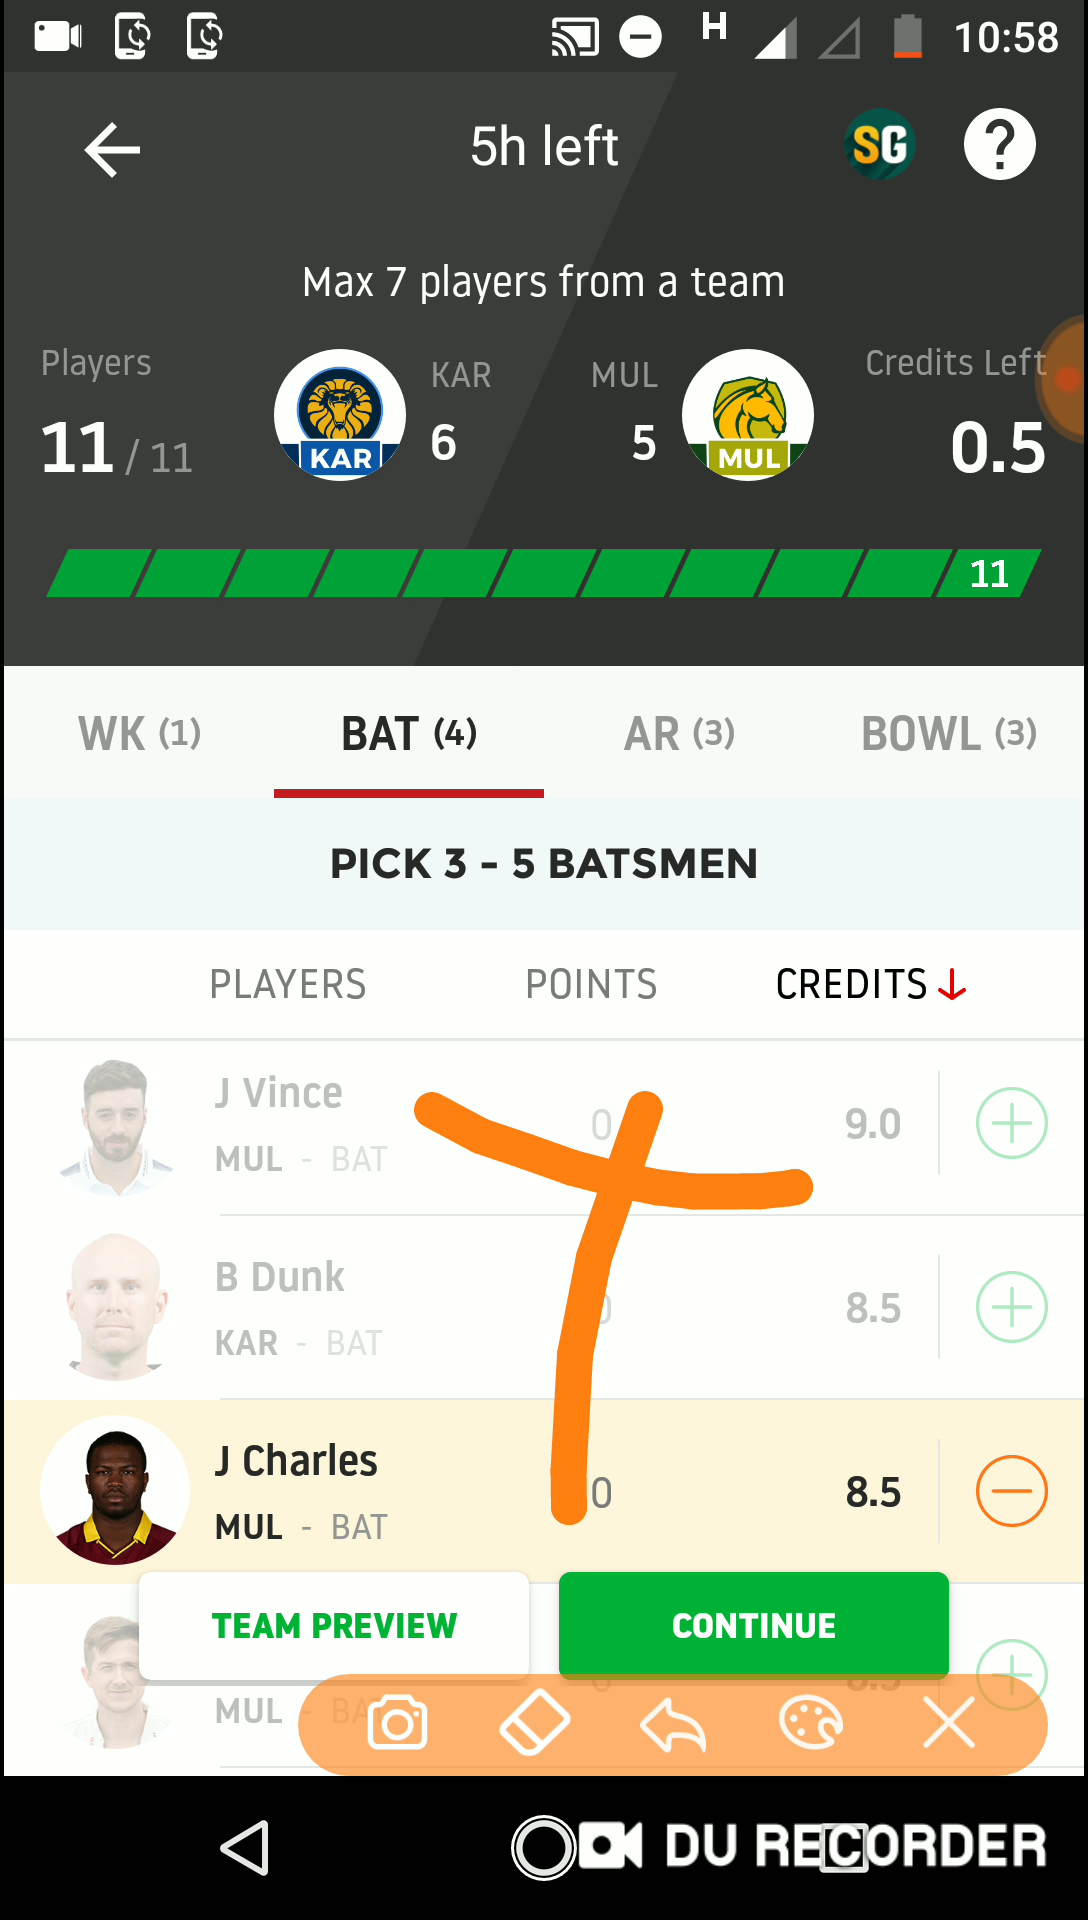 H 10:58
5h left SG ?
Max 7 players from a team
Players KAR MUL Credits Left
11 / 11 KAR 6 5 MUL 0.5
11
WK (1) BAT (4) AR (3) BOWL (3)
PICK 3 - 5 BATSMEN
PLAYERS POINTS CREDITS
J Vince
0 9.0
MUL - BAT
B Dunk
8.5
KAR - BAT
J Charles
0 8.5
MUL - BAT
TEAM PREVIEW CONTINUE
8.5
MUL - BA
DU RECORDER